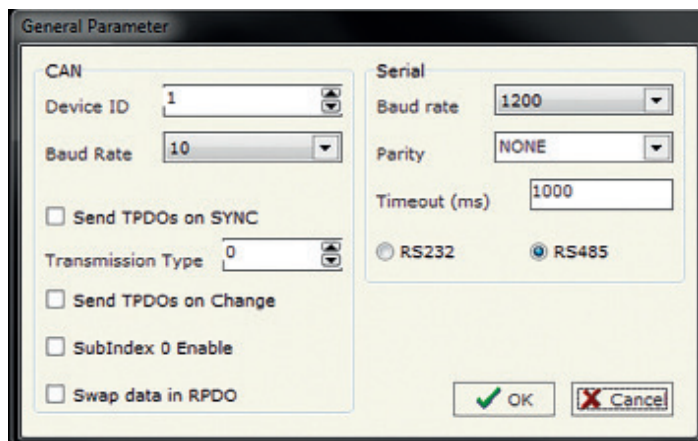 General Parameter
CAN
Device ID 1
Baud Rate 10
Send TPDOs on SYNC
Transmission Type 0
Send TPDOs on Change
SubIndex 0 Enable
Swap data in RPDO
Serial
Baud rate 1200
Parity NONE
Timeout (ms) 1000
RS232 RS485
OK Cancel